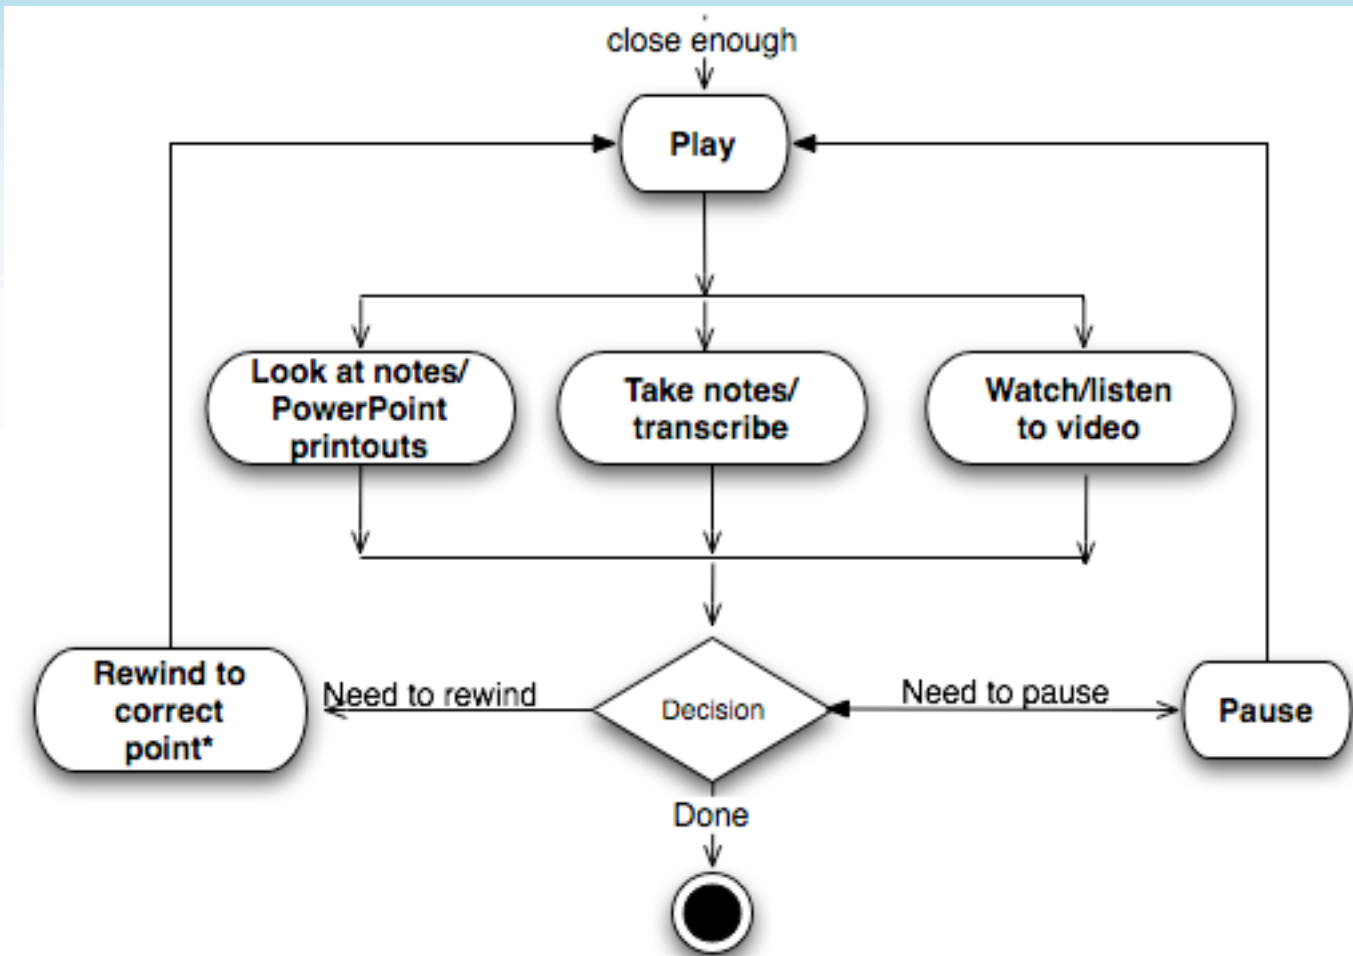 close enough
Play
Look at notes/
PowerPoint
printouts
Take notes/
transcribe
Watch/listen
to video
Rewind to
correct
point*
Need to rewind
Decision
Need to pause
Pause
Done